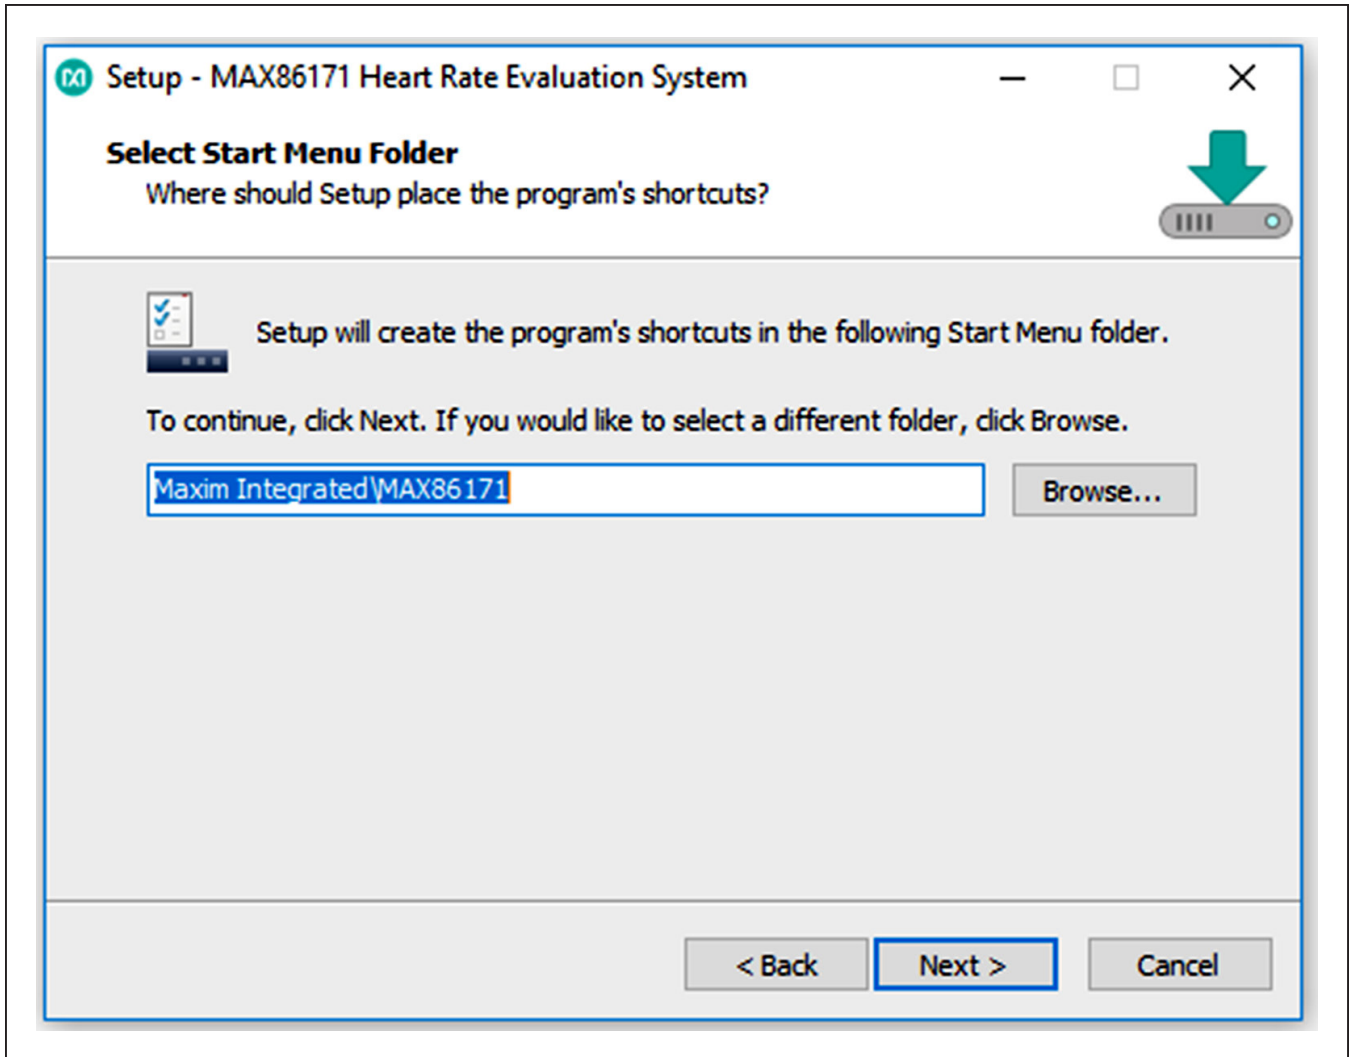 Setup - MAX86171 Heart Rate Evaluation System
Select Start Menu Folder
Where should Setup place the program's shortcuts?
Setup will create the program's shortcuts in the following Start Menu folder.
To continue, click Next. If you would like to select a different folder, click Browse.
Maxim Integrated\MAX86171
Browse...
< Back
Next >
Cancel